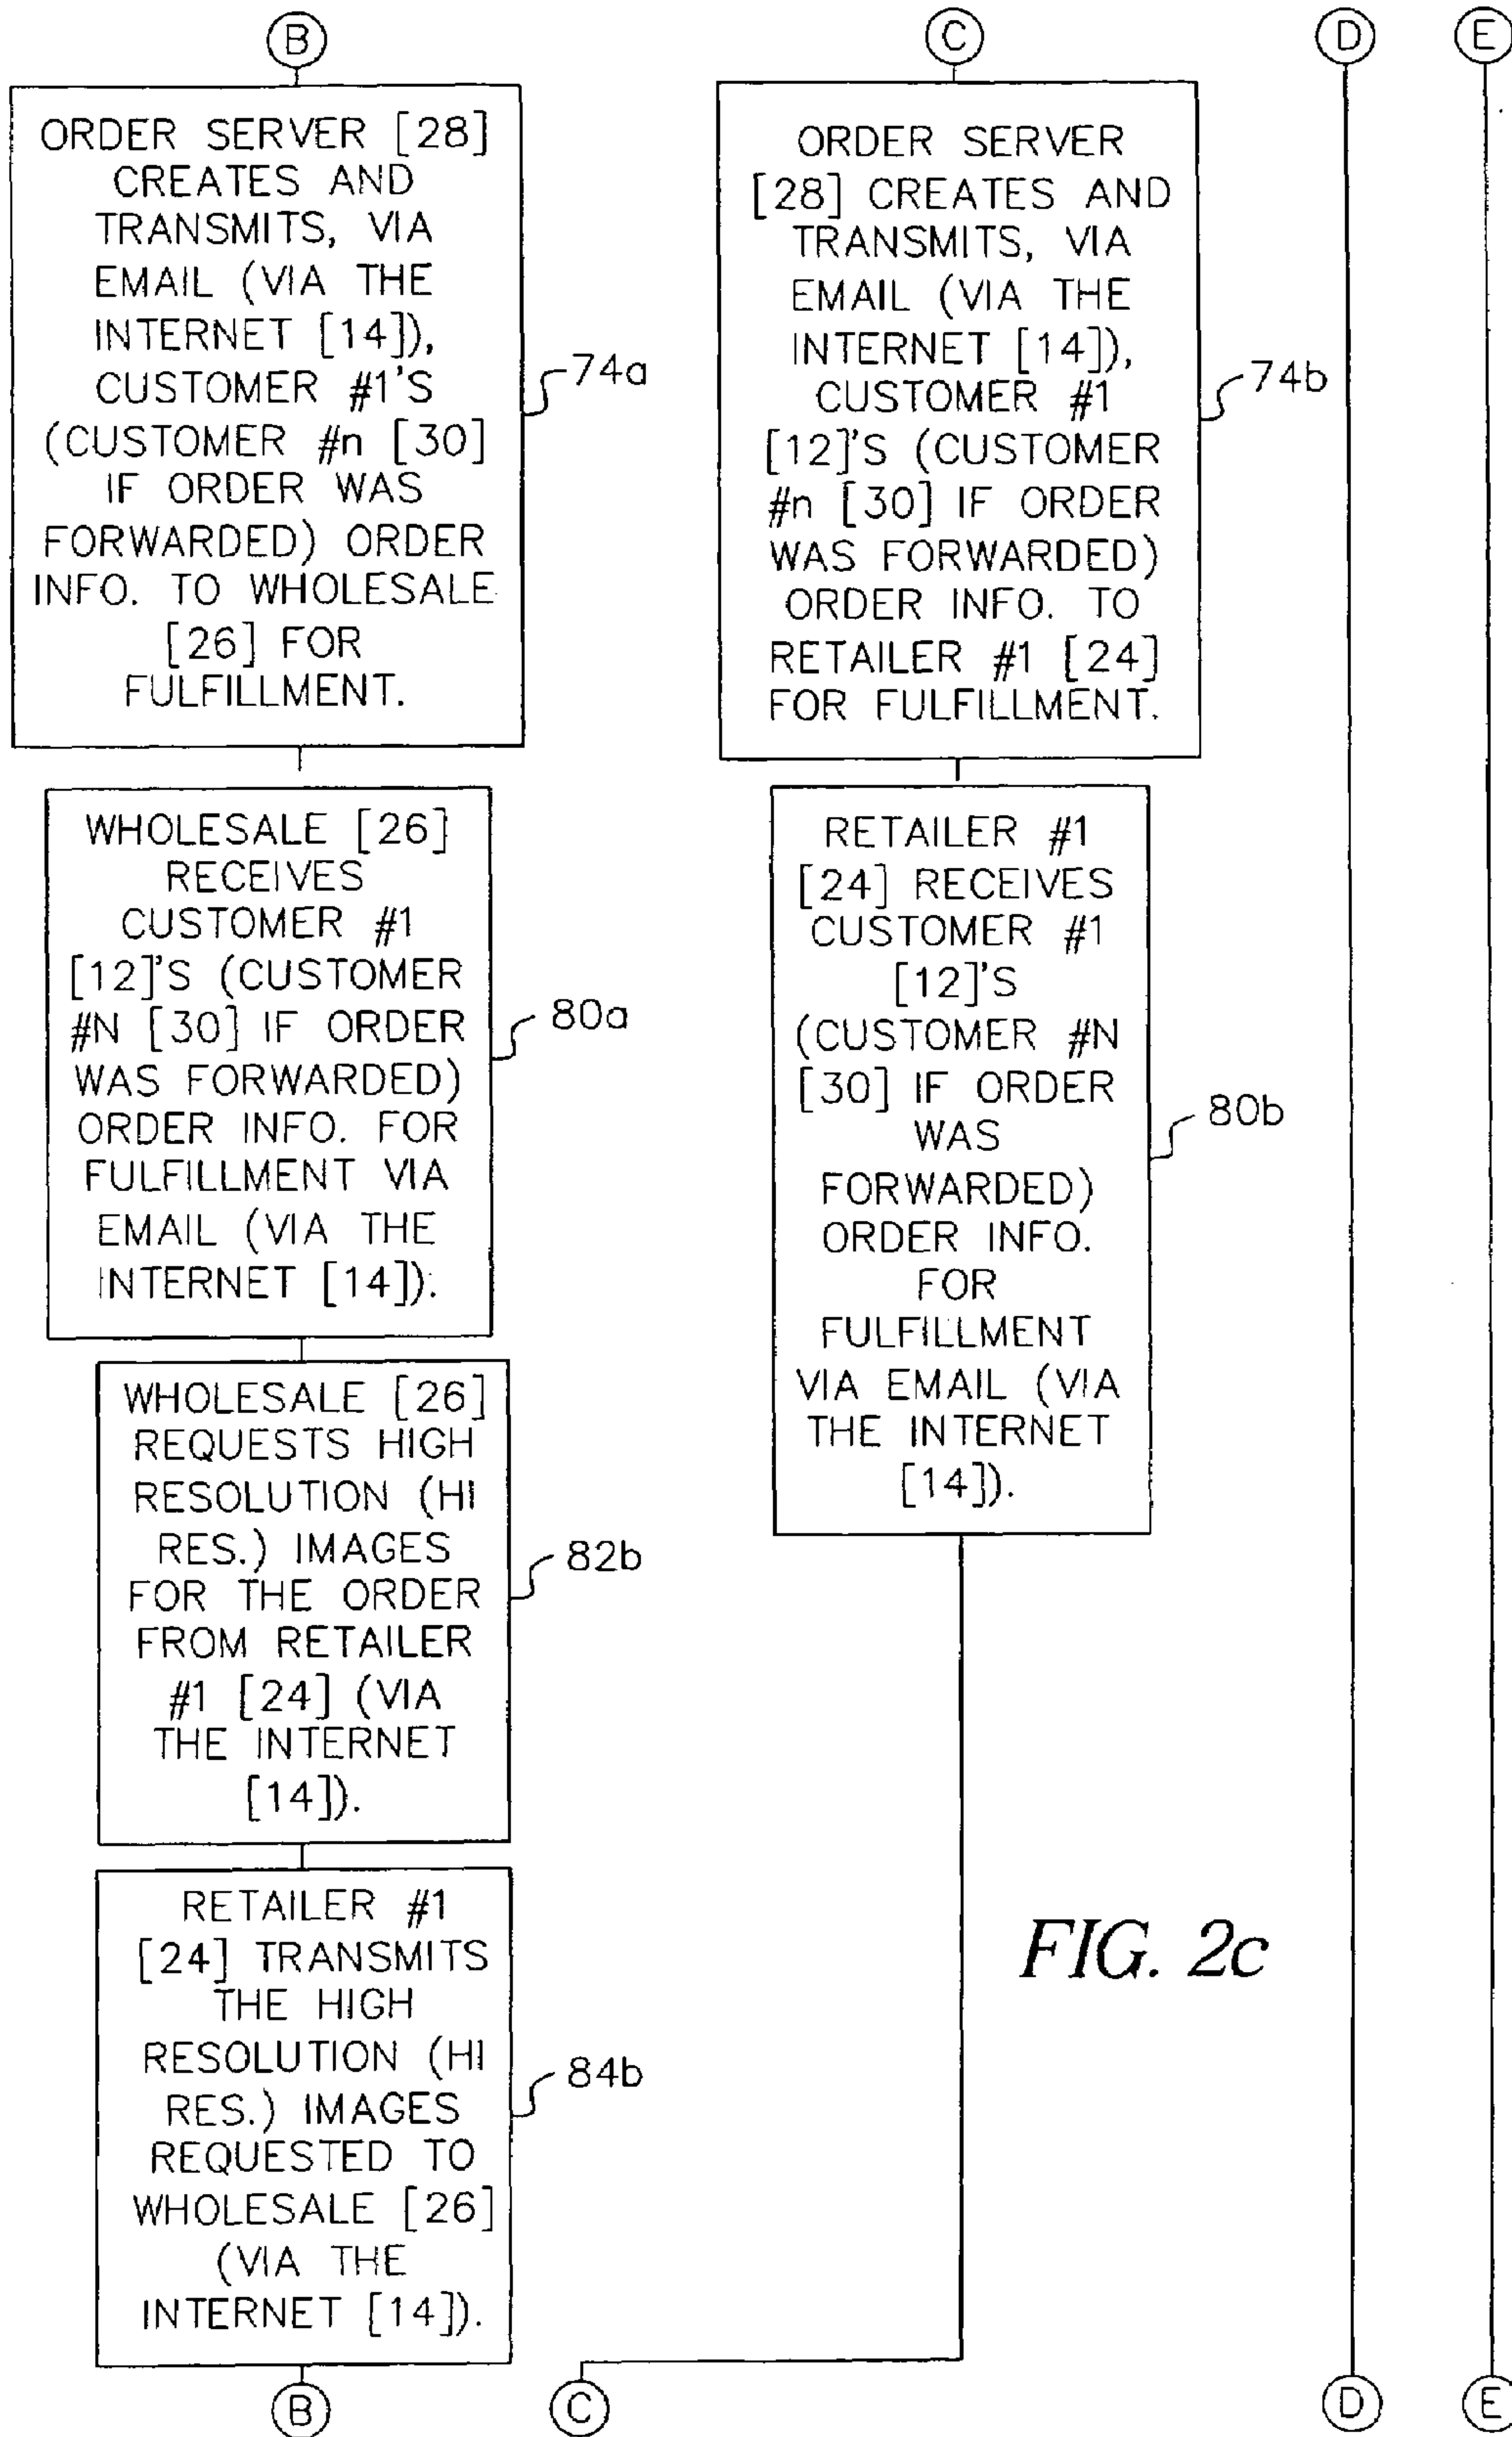 B
ORDER SERVER [28]
CREATES AND
TRANSMITS, VIA
EMAIL (VIA THE
INTERNET [14]),
CUSTOMER #1'S
(CUSTOMER #n [30]
IF ORDER WAS
FORWARDED) ORDER
INFO. TO WHOLESALE
[26] FOR
FULFILLMENT.
74a
WHOLESALE [26]
RECEIVES
CUSTOMER #1
[12]'S (CUSTOMER
#N [30] IF ORDER
WAS FORWARDED)
ORDER INFO. FOR
FULFILLMENT VIA
EMAIL (VIA THE
INTERNET [14]).
80a
WHOLESALE [26]
REQUESTS HIGH
RESOLUTION (HI
RES.) IMAGES
FOR THE ORDER
FROM RETAILER
#1 [24] (VIA
THE INTERNET
[14]).
82b
RETAILER #1
[24] TRANSMITS
THE HIGH
RESOLUTION (HI
RES.) IMAGES
REQUESTED TO
WHOLESALE [26]
(VIA THE
INTERNET [14]).
84b
B
C
ORDER SERVER
[28] CREATES AND
TRANSMITS, VIA
EMAIL (VIA THE
INTERNET [14]),
CUSTOMER #1
[12]'S (CUSTOMER
#n [30] IF ORDER
WAS FORWARDED)
ORDER INFO. TO
RETAILER #1 [24]
FOR FULFILLMENT.
74b
RETAILER #1
[24] RECEIVES
CUSTOMER #1
[12]'S
(CUSTOMER #N
[30] IF ORDER
WAS
FORWARDED)
ORDER INFO.
FOR
FULFILLMENT
VIA EMAIL (VIA
THE INTERNET
[14]).
80b
C
D
D
E
E
FIG. 2c